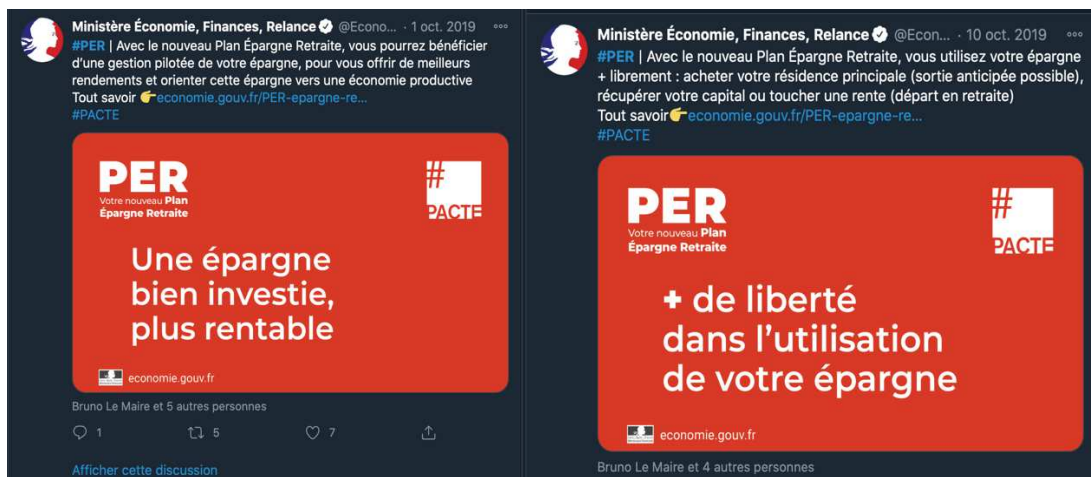 Ministère Économie, Finances, Relance @Econo... · 1 oct. 2019
#PER | Avec le nouveau Plan Épargne Retraite, vous pourrez bénéficier
d'une gestion pilotée de votre épargne, pour vous offrir de meilleurs
rendements et orienter cette épargne vers une économie productive
Tout savoir 👉economie.gouv.fr/PER-epargne-re...
#PACTE
PER
Votre nouveau Plan
Épargne Retraite
#
PACTE
Une épargne
bien investie,
plus rentable
economie.gouv.fr
Bruno Le Maire et 5 autres personnes
1 5 7
Afficher cette discussion
Ministère Économie, Finances, Relance @Econ... · 10 oct. 2019
#PER | Avec le nouveau Plan Épargne Retraite, vous utilisez votre épargne
+ librement : acheter votre résidence principale (sortie anticipée possible),
récupérer votre capital ou toucher une rente (départ en retraite)
Tout savoir👉economie.gouv.fr/PER-epargne-re...
#PACTE
PER
Votre nouveau Plan
Épargne Retraite
#
PACTE
+ de liberté
dans l'utilisation
de votre épargne
economie.gouv.fr
Bruno Le Maire et 4 autres personnes